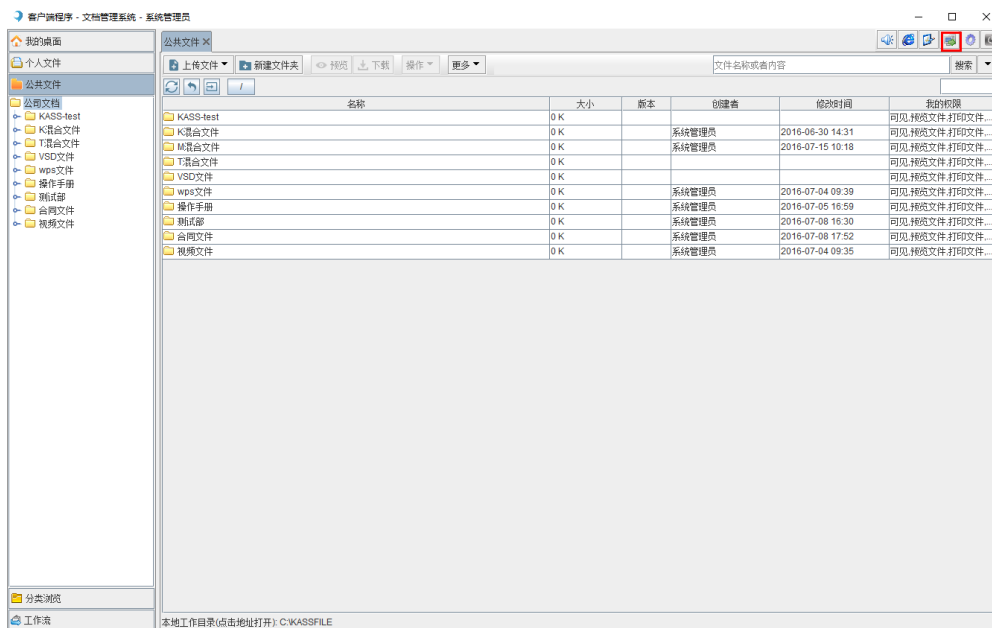 客户端程序 - 文档管理系统 - 系统管理员
我的桌面
个人文件
公共文件
公司文档
KASS-test
K混合文件
T混合文件
VSD文件
wps文件
操作手册
测试部
合同文件
视频文件
分类浏览
工作流
公共文件
上传文件 新建文件夹 预览 下载 操作 更多 文件名称或者内容 搜索
/
名称 大小 版本 创建者 修改时间 我的权限
KASS-test 0 K 可见,预览文件,打印文件,...
K混合文件 0 K 系统管理员 2016-06-30 14:31 可见,预览文件,打印文件,...
M混合文件 0 K 系统管理员 2016-07-15 10:18 可见,预览文件,打印文件,...
T混合文件 0 K 可见,预览文件,打印文件,...
VSD文件 0 K 可见,预览文件,打印文件,...
wps文件 0 K 系统管理员 2016-07-04 09:39 可见,预览文件,打印文件,...
操作手册 0 K 系统管理员 2016-07-05 16:59 可见,预览文件,打印文件,...
测试部 0 K 系统管理员 2016-07-08 16:30 可见,预览文件,打印文件,...
合同文件 0 K 系统管理员 2016-07-08 17:52 可见,预览文件,打印文件,...
视频文件 0 K 系统管理员 2016-07-04 09:35 可见,预览文件,打印文件,...
本地工作目录(点击地址打开): C:\KASSFILE